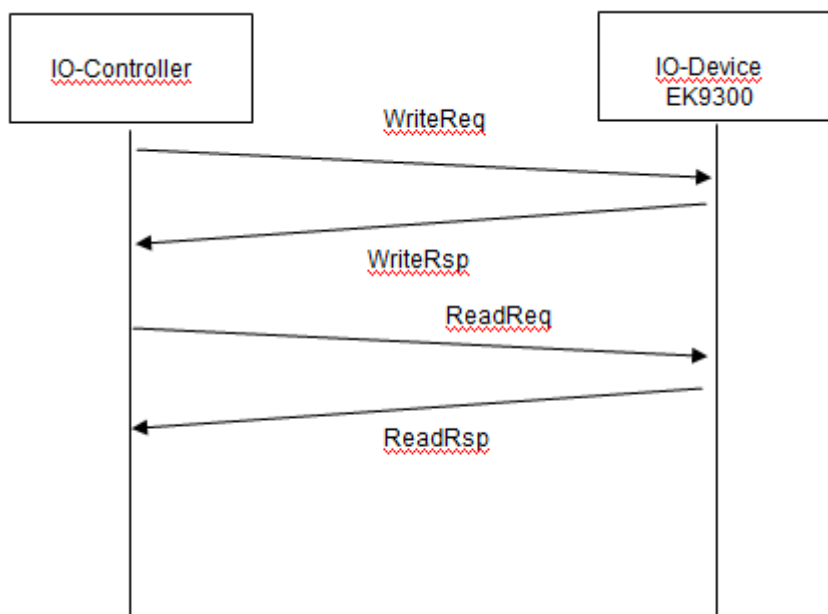 IO-Controller
IO-Device
EK9300
WriteReq
WriteRsp
ReadReq
ReadRsp